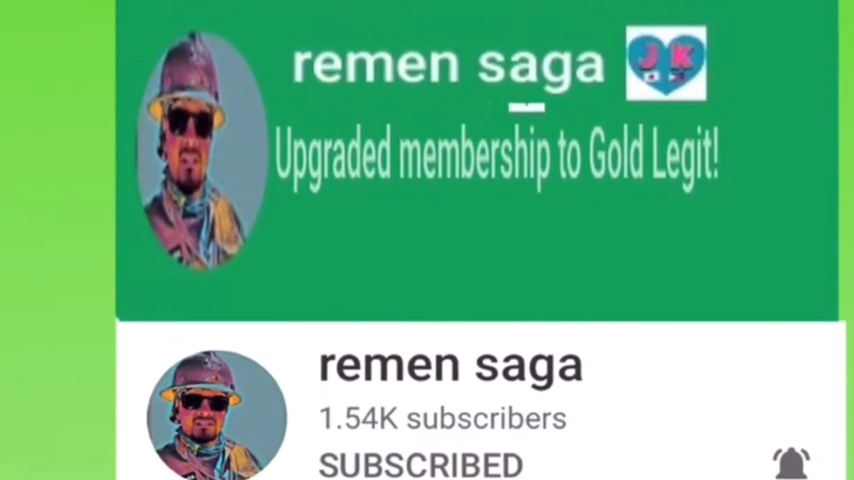 remen saga
J K
Upgraded membership to Gold Legit!
remen saga
1.54K subscribers
SUBSCRIBED